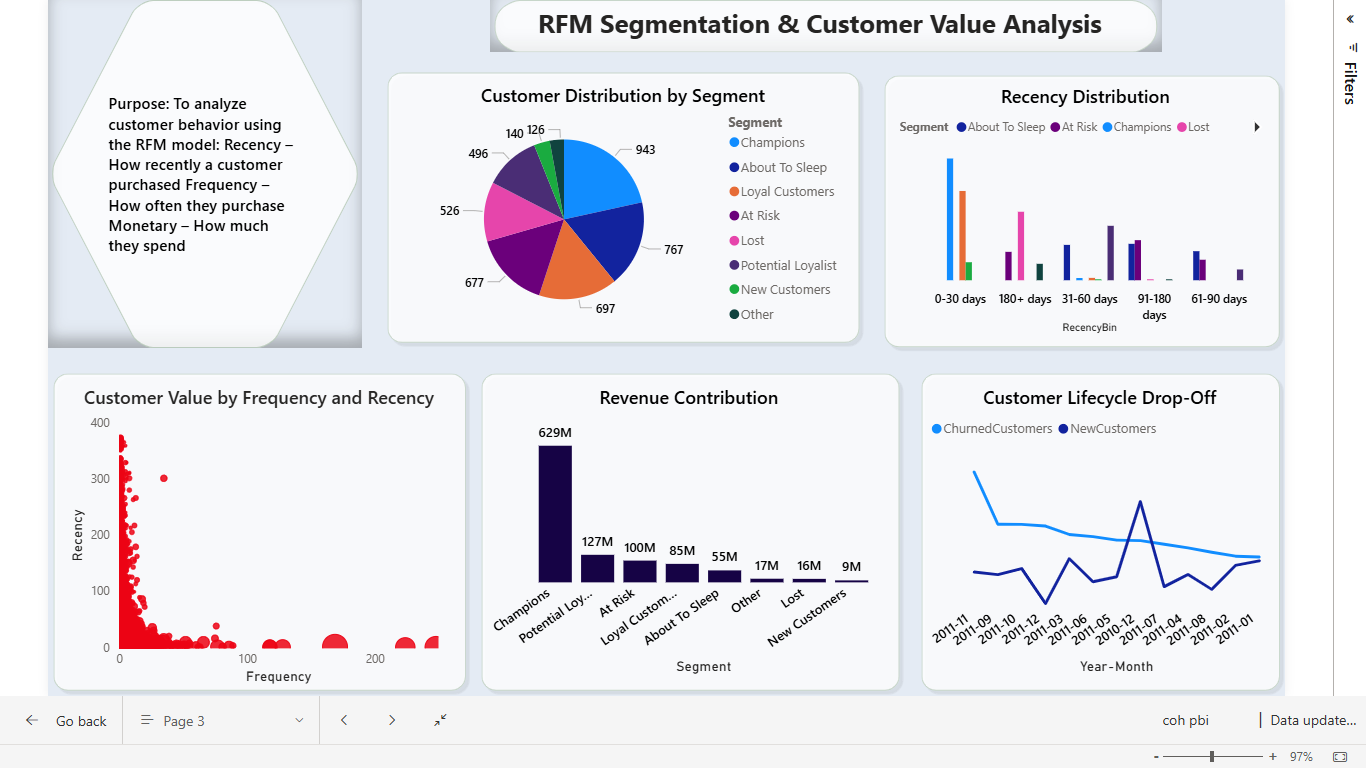 RFM Segmentation & Customer Value Analysis
Purpose: To analyze
customer behavior using
the RFM model: Recency –
How recently a customer
purchased Frequency –
How often they purchase
Monetary – How much
they spend
Customer Distribution by Segment
943
767
697
677
526
496
140
126
Segment
Champions
About To Sleep
Loyal Customers
At Risk
Lost
Potential Loyalist
New Customers
Other
Recency Distribution
Segment About To Sleep At Risk Champions Lost
0-30 days 180+ days 31-60 days 91-180 days 61-90 days
RecencyBin
«
Filters
Customer Value by Frequency and Recency
Recency
400
300
200
100
0
0 100 200
Frequency
Revenue Contribution
629M 127M 100M 85M 55M 17M 16M 9M
Champions
Potential Loy...
At Risk
Loyal Custom...
About To Sleep
Other
Lost
New Customers
Segment
Customer Lifecycle Drop-Off
ChurnedCustomers NewCustomers
2011-11
2011-09
2011-10
2011-12
2011-03
2011-06
2011-05
2010-12
2011-07
2011-04
2011-08
2011-02
2011-01
Year-Month
Go back
Page 3
coh pbi
Data update...
- + 97%